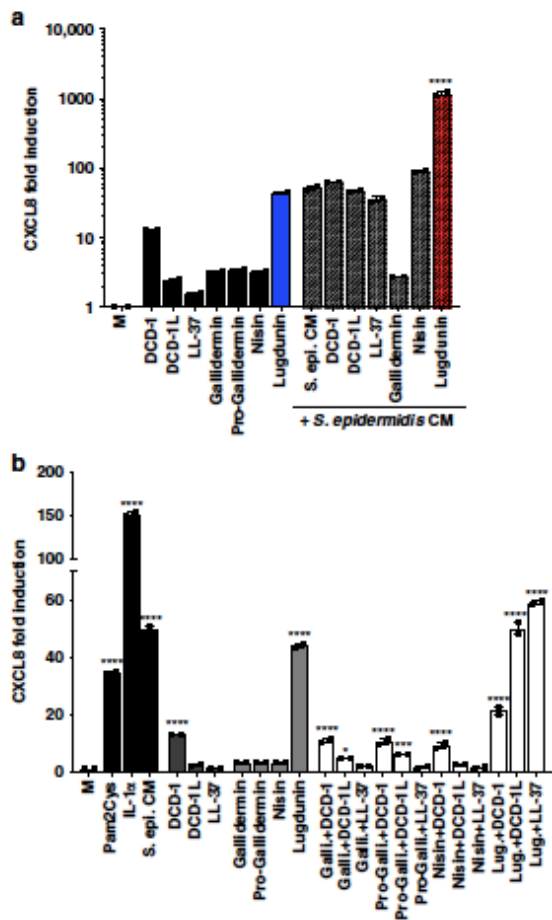 a
10,000
1000
100
10
1
CXCL8 fold induction
****
M
DCD-1
DCD-1L
LL-37
Gallidermin
Pro-Gallidermin
Nisin
Lugdunin
S. epi. CM
DCD-1
DCD-1L
LL-37
Gallidermin
Nisin
Lugdunin
+ S. epidermidis CM
b
200
150
100
60
40
20
0
CXCL8 fold induction
****
****
****
****
****
****
*
****
***
****
****
****
****
M
Pam2Cys
IL-1α
S. epi. CM
DCD-1
DCD-1L
LL-37
Gallidermin
Pro-Gallidermin
Nisin
Lugdunin
Galli.+DCD-1
Galli.+DCD-1L
Galli.+LL-37
Pro-Galli.+DCD-1
Pro-Galli.+DCD-1L
Pro-Galli.+LL-37
Nisin+DCD-1
Nisin+DCD-1L
Nisin+LL-37
Lug.+DCD-1
Lug.+DCD-1L
Lug.+LL-37